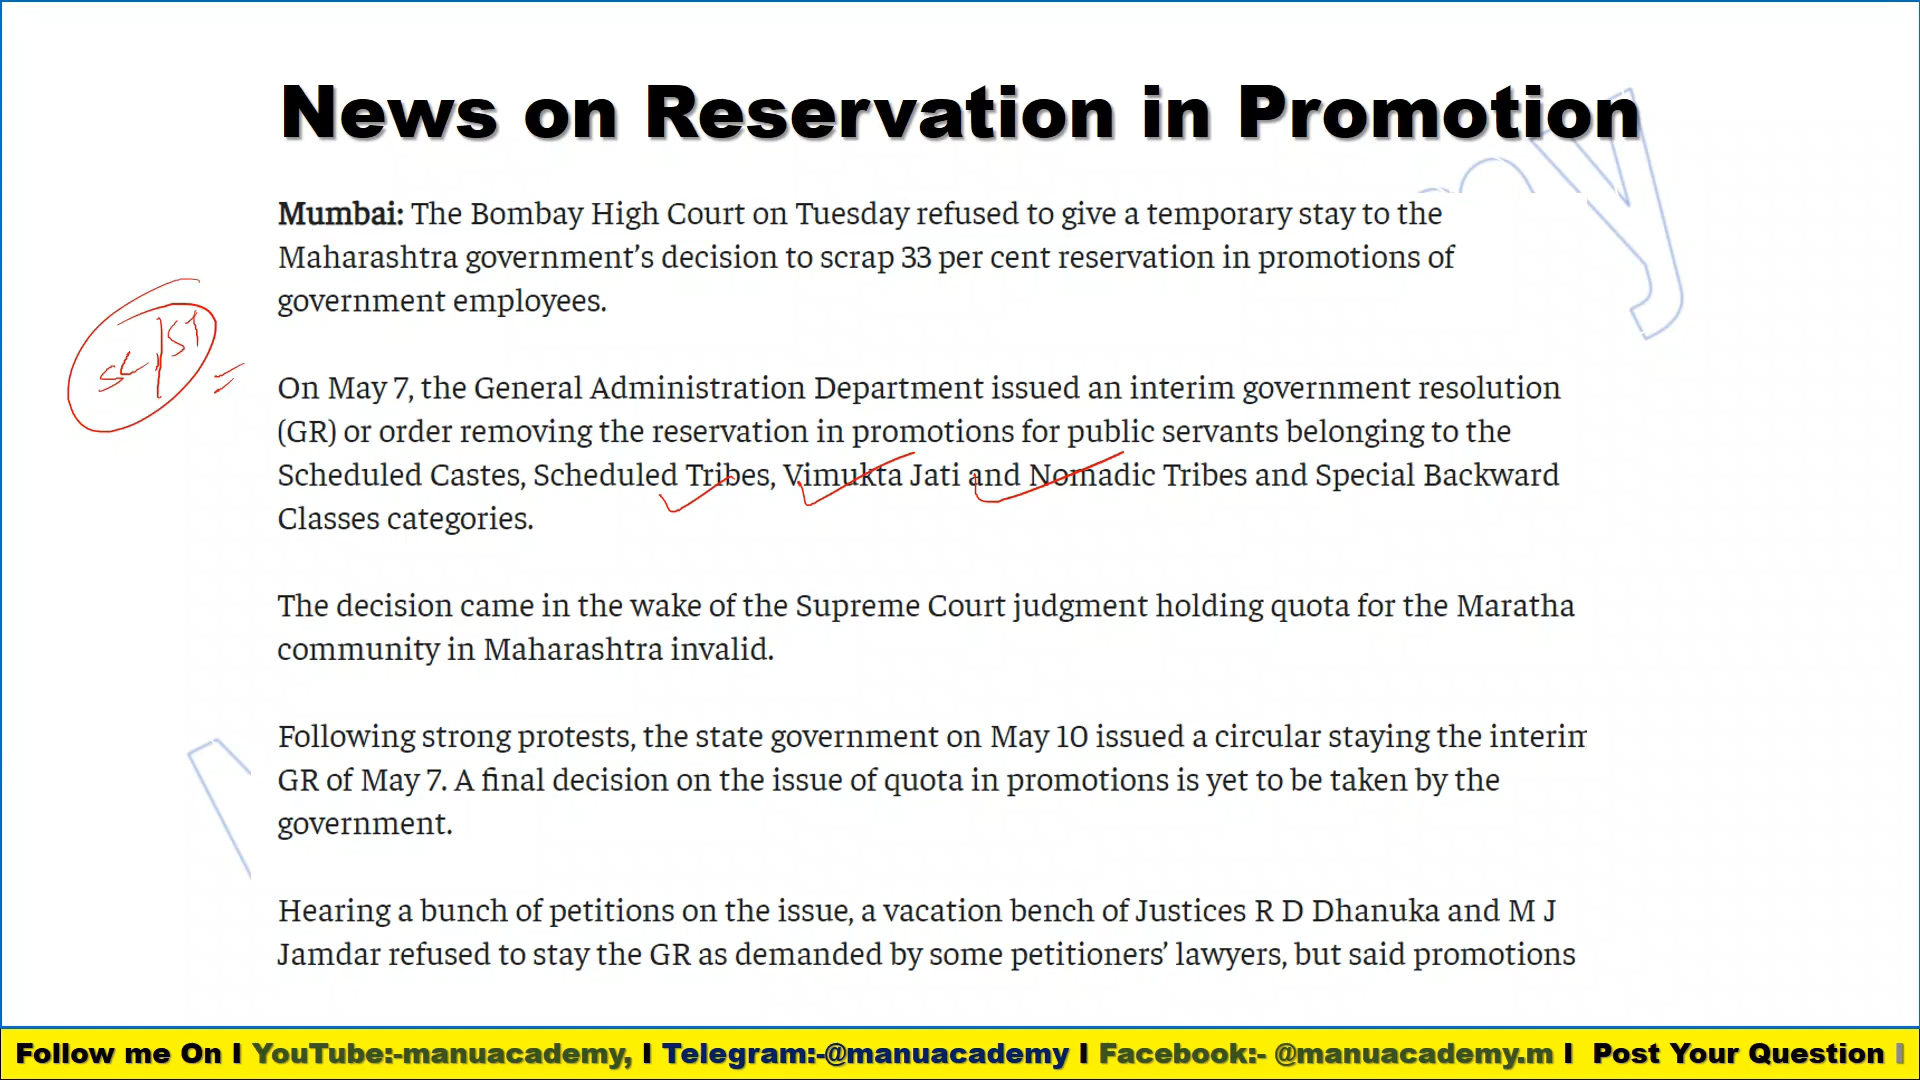 News on Reservation in Promotion
Mumbai: The Bombay High Court on Tuesday refused to give a temporary stay to the
Maharashtra government’s decision to scrap 33 per cent reservation in promotions of
government employees.
sc/ST
On May 7, the General Administration Department issued an interim government resolution
(GR) or order removing the reservation in promotions for public servants belonging to the
Scheduled Castes, Scheduled Tribes, Vimukta Jati and Nomadic Tribes and Special Backward
Classes categories.
The decision came in the wake of the Supreme Court judgment holding quota for the Maratha
community in Maharashtra invalid.
Following strong protests, the state government on May 10 issued a circular staying the interim
GR of May 7. A final decision on the issue of quota in promotions is yet to be taken by the
government.
Hearing a bunch of petitions on the issue, a vacation bench of Justices R D Dhanuka and M J
Jamdar refused to stay the GR as demanded by some petitioners’ lawyers, but said promotions
Follow me On I YouTube:-manuacademy, I Telegram:-@manuacademy I Facebook:- @manuacademy.m I Post Your Question I